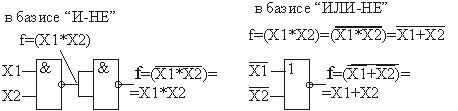 в базисе “И-НЕ”
f=(X1*X2)
X1
&
&
f=(X1*X2)=
X2
=X1*X2
в базисе “ИЛИ-НЕ”
f=(X1*X2)=(X1*X2)=X1+X2
X1
1
f=(X1+X2)=
X2
=X1+X2